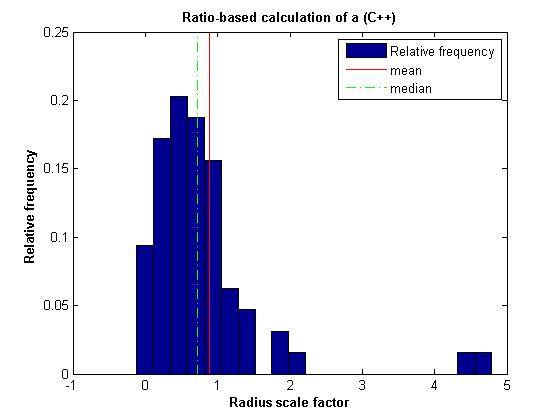 Ratio-based calculation of a (C++)
Relative frequency
mean
median
0.25
0.2
0.15
0.1
0.05
0
Relative frequency
-1 0 1 2 3 4 5
Radius scale factor